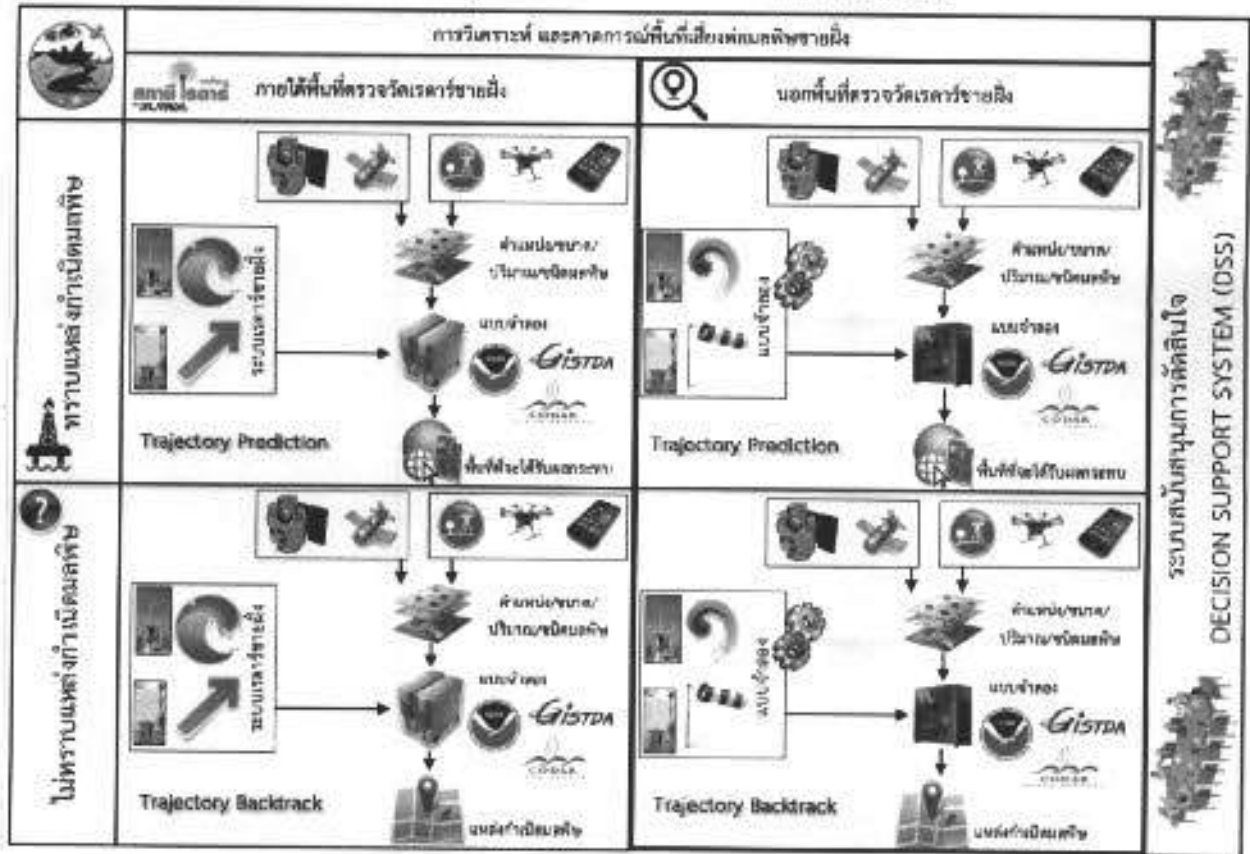 การวิเคราะห์ และคาดการณ์พื้นที่เสี่ยงต่อมลพิษชายฝั่ง
สถานี เรดาร์
ภายใต้พื้นที่ตรวจวัดเรดาร์ชายฝั่ง
นอกพื้นที่ตรวจวัดเรดาร์ชายฝั่ง
ทราบแหล่งกำเนิดมลพิษ
ระบบเรดาร์ชายฝั่ง
ตำแหน่ง/ขนาด/
ปริมาณ/ชนิดมลพิษ
แบบจำลอง
GISTDA
CODAR
Trajectory Prediction
พื้นที่ที่จะได้รับผลกระทบ
แบบจำลอง
ตำแหน่ง/ขนาด/
ปริมาณ/ชนิดมลพิษ
แบบจำลอง
GISTDA
CODAR
Trajectory Prediction
พื้นที่ที่จะได้รับผลกระทบ
?
ไม่ทราบแหล่งกำเนิดมลพิษ
ระบบเรดาร์ชายฝั่ง
ตำแหน่ง/ขนาด/
ปริมาณ/ชนิดมลพิษ
แบบจำลอง
GISTDA
CODAR
Trajectory Backtrack
แหล่งกำเนิดมลพิษ
แบบจำลอง
ตำแหน่ง/ขนาด/
ปริมาณ/ชนิดมลพิษ
แบบจำลอง
GISTDA
CODAR
Trajectory Backtrack
แหล่งกำเนิดมลพิษ
ระบบสนับสนุนการตัดสินใจ
DECISION SUPPORT SYSTEM (DSS)